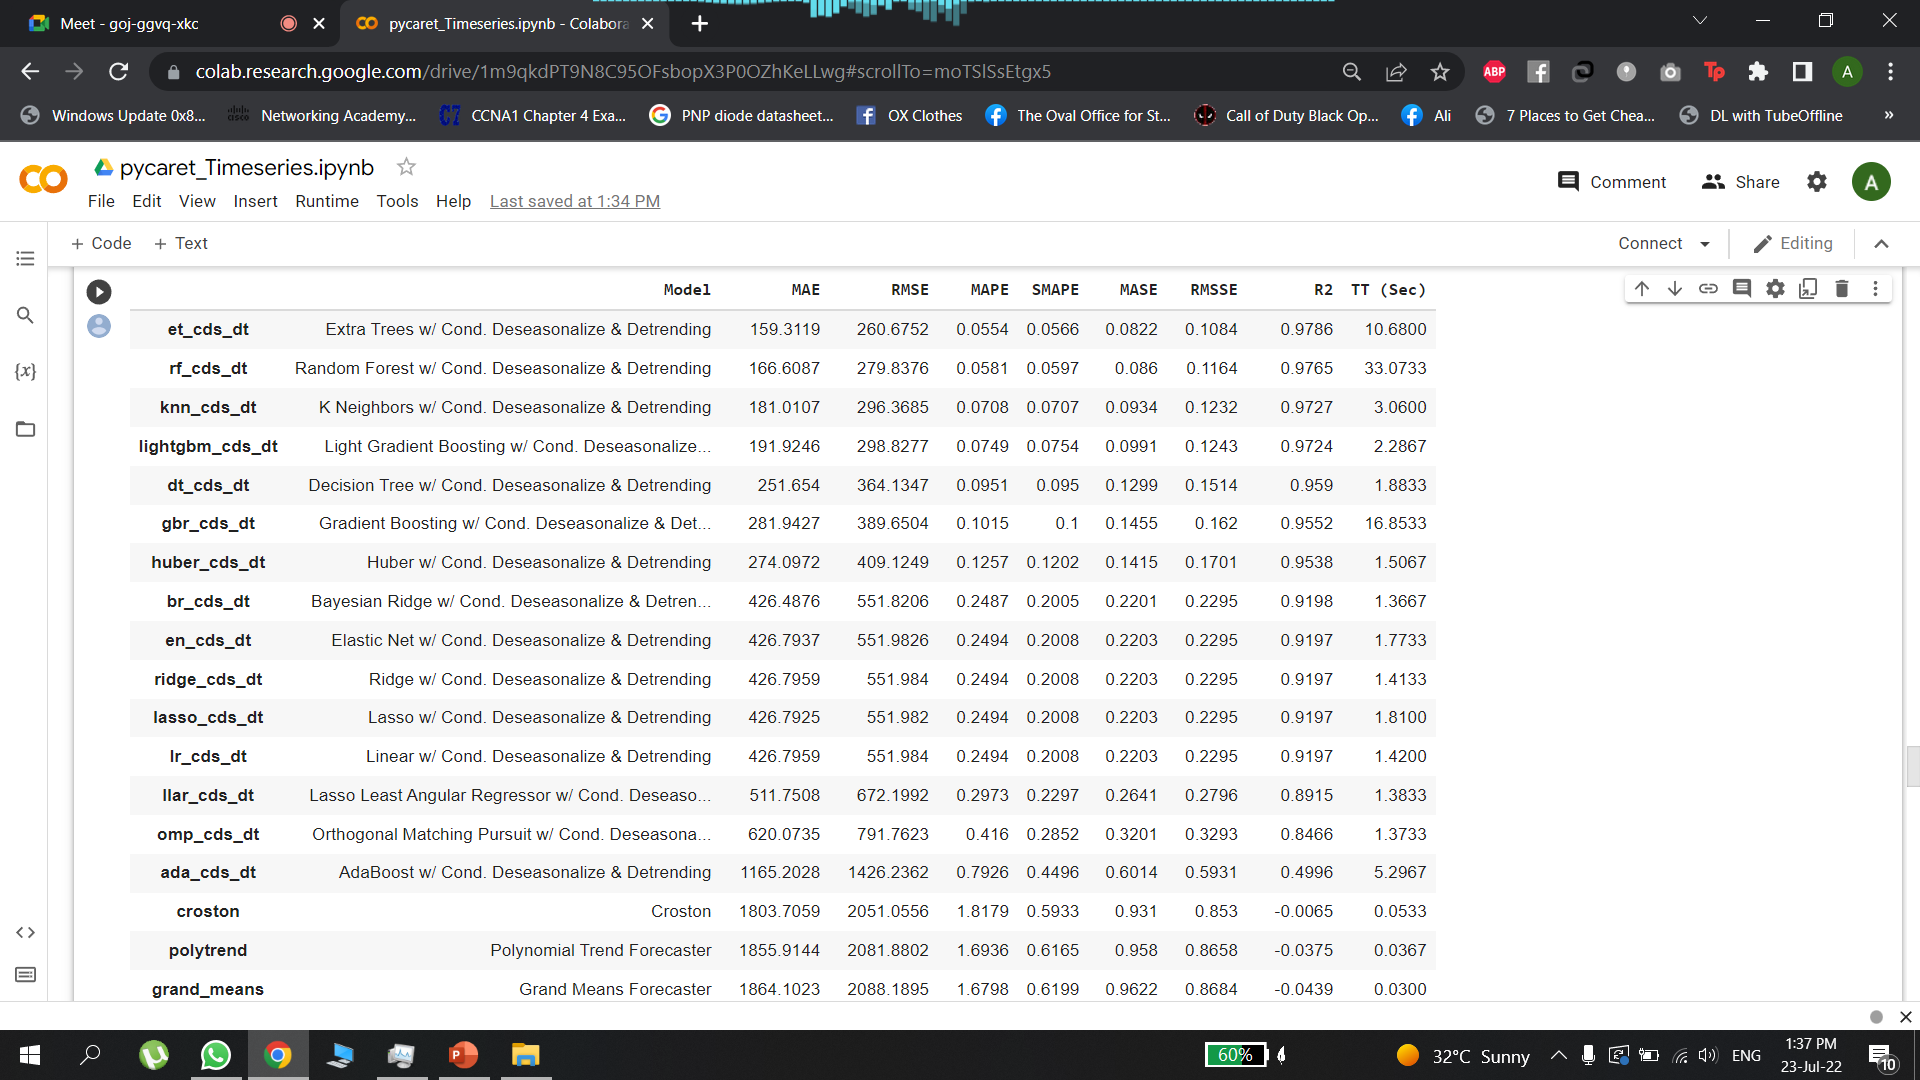 Meet - goj-ggvq-xkc
pycaret_Timeseries.ipynb - Colabora
colab.research.google.com/drive/1m9qkdPT9N8C95OFsbopX3P0OZhKeLLwg#scrollTo=moTSlSsEtgx5
ABP
Tp
A
Windows Update 0x8... Networking Academy... CCNA1 Chapter 4 Exa... PNP diode datasheet... OX Clothes The Oval Office for St... Call of Duty Black Op... Ali 7 Places to Get Chea... DL with TubeOffline »
pycaret_Timeseries.ipynb
Comment Share A
File Edit View Insert Runtime Tools Help Last saved at 1:34 PM
+ Code + Text Connect Editing
Model MAE RMSE MAPE SMAPE MASE RMSSE R2 TT (Sec)
et_cds_dt Extra Trees w/ Cond. Deseasonalize & Detrending 159.3119 260.6752 0.0554 0.0566 0.0822 0.1084 0.9786 10.6800
rf_cds_dt Random Forest w/ Cond. Deseasonalize & Detrending 166.6087 279.8376 0.0581 0.0597 0.086 0.1164 0.9765 33.0733
knn_cds_dt K Neighbors w/ Cond. Deseasonalize & Detrending 181.0107 296.3685 0.0708 0.0707 0.0934 0.1232 0.9727 3.0600
lightgbm_cds_dt Light Gradient Boosting w/ Cond. Deseasonalize... 191.9246 298.8277 0.0749 0.0754 0.0991 0.1243 0.9724 2.2867
dt_cds_dt Decision Tree w/ Cond. Deseasonalize & Detrending 251.654 364.1347 0.0951 0.095 0.1299 0.1514 0.959 1.8833
gbr_cds_dt Gradient Boosting w/ Cond. Deseasonalize & Det... 281.9427 389.6504 0.1015 0.1 0.1455 0.162 0.9552 16.8533
huber_cds_dt Huber w/ Cond. Deseasonalize & Detrending 274.0972 409.1249 0.1257 0.1202 0.1415 0.1701 0.9538 1.5067
br_cds_dt Bayesian Ridge w/ Cond. Deseasonalize & Detren... 426.4876 551.8206 0.2487 0.2005 0.2201 0.2295 0.9198 1.3667
en_cds_dt Elastic Net w/ Cond. Deseasonalize & Detrending 426.7937 551.9826 0.2494 0.2008 0.2203 0.2295 0.9197 1.7733
ridge_cds_dt Ridge w/ Cond. Deseasonalize & Detrending 426.7959 551.984 0.2494 0.2008 0.2203 0.2295 0.9197 1.4133
lasso_cds_dt Lasso w/ Cond. Deseasonalize & Detrending 426.7925 551.982 0.2494 0.2008 0.2203 0.2295 0.9197 1.8100
lr_cds_dt Linear w/ Cond. Deseasonalize & Detrending 426.7959 551.984 0.2494 0.2008 0.2203 0.2295 0.9197 1.4200
llar_cds_dt Lasso Least Angular Regressor w/ Cond. Deseaso... 511.7508 672.1992 0.2973 0.2297 0.2641 0.2796 0.8915 1.3833
omp_cds_dt Orthogonal Matching Pursuit w/ Cond. Deseasona... 620.0735 791.7623 0.416 0.2852 0.3201 0.3293 0.8466 1.3733
ada_cds_dt AdaBoost w/ Cond. Deseasonalize & Detrending 1165.2028 1426.2362 0.7926 0.4496 0.6014 0.5931 0.4996 5.2967
croston Croston 1803.7059 2051.0556 1.8179 0.5933 0.931 0.853 -0.0065 0.0533
polytrend Polynomial Trend Forecaster 1855.9144 2081.8802 1.6936 0.6165 0.958 0.8658 -0.0375 0.0367
grand_means Grand Means Forecaster 1864.1023 2088.1895 1.6798 0.6199 0.9622 0.8684 -0.0439 0.0300
60% 32°C Sunny ENG 1:37 PM
23-Jul-22 10